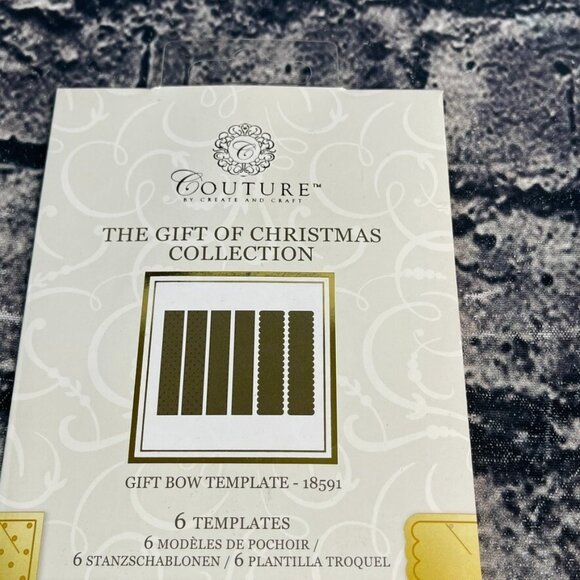 C
COUTURE™
BY CREATE AND CRAFT
THE GIFT OF CHRISTMAS
COLLECTION
GIFT BOW TEMPLATE - 18591
6 TEMPLATES
6 MODÈLES DE POCHOIR /
6 STANZSCHABLONEN / 6 PLANTILLA TROQUEL